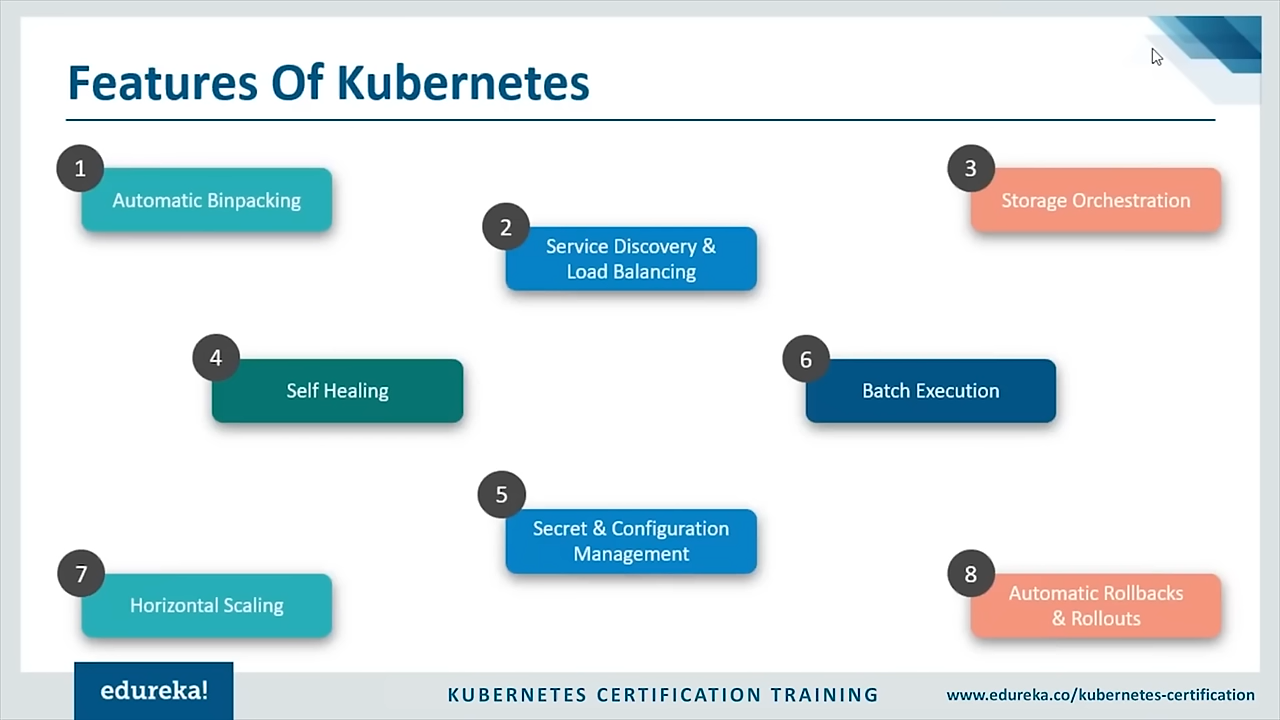 Features Of Kubernetes
1
Automatic Binpacking
2
Service Discovery &
Load Balancing
3
Storage Orchestration
4
Self Healing
5
Secret & Configuration
Management
6
Batch Execution
7
Horizontal Scaling
8
Automatic Rollbacks
& Rollouts
edureka!
KUBERNETES CERTIFICATION TRAINING
www.edureka.co/kubernetes-certification